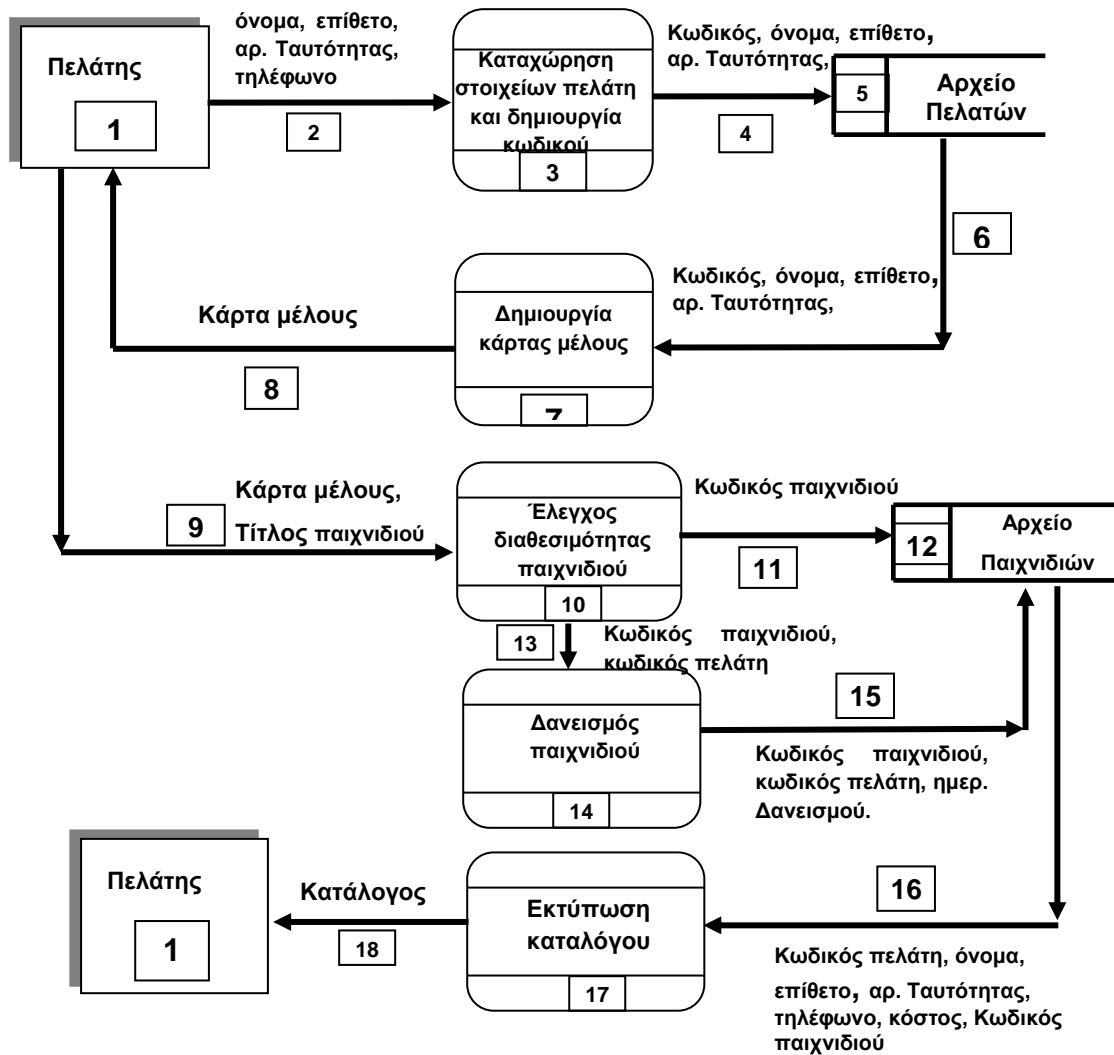 Πελάτης
1
όνομα, επίθετο,
αρ. Ταυτότητας,
τηλέφωνο
2
Καταχώρηση
στοιχείων πελάτη
και δημιουργία
κωδικού
3
Κωδικός, όνομα, επίθετο,
αρ. Ταυτότητας,
4
5
Αρχείο
Πελατών
6
Κωδικός, όνομα, επίθετο,
αρ. Ταυτότητας,
Δημιουργία
κάρτας μέλους
7
Κάρτα μέλους
8
9
Κάρτα μέλους,
Τίτλος παιχνιδιού
Έλεγχος
διαθεσιμότητας
παιχνιδιού
10
Κωδικός παιχνιδιού
11
12
Αρχείο
Παιχνιδιών
13
Κωδικός παιχνιδιού,
κωδικός πελάτη
Δανεισμός
παιχνιδιού
14
15
Κωδικός παιχνιδιού,
κωδικός πελάτη, ημερ.
Δανεισμού.
16
Κωδικός πελάτη, όνομα,
επίθετο, αρ. Ταυτότητας,
τηλέφωνο, κόστος, Κωδικός
παιχνιδιού
Εκτύπωση
καταλόγου
17
Κατάλογος
18
Πελάτης
1